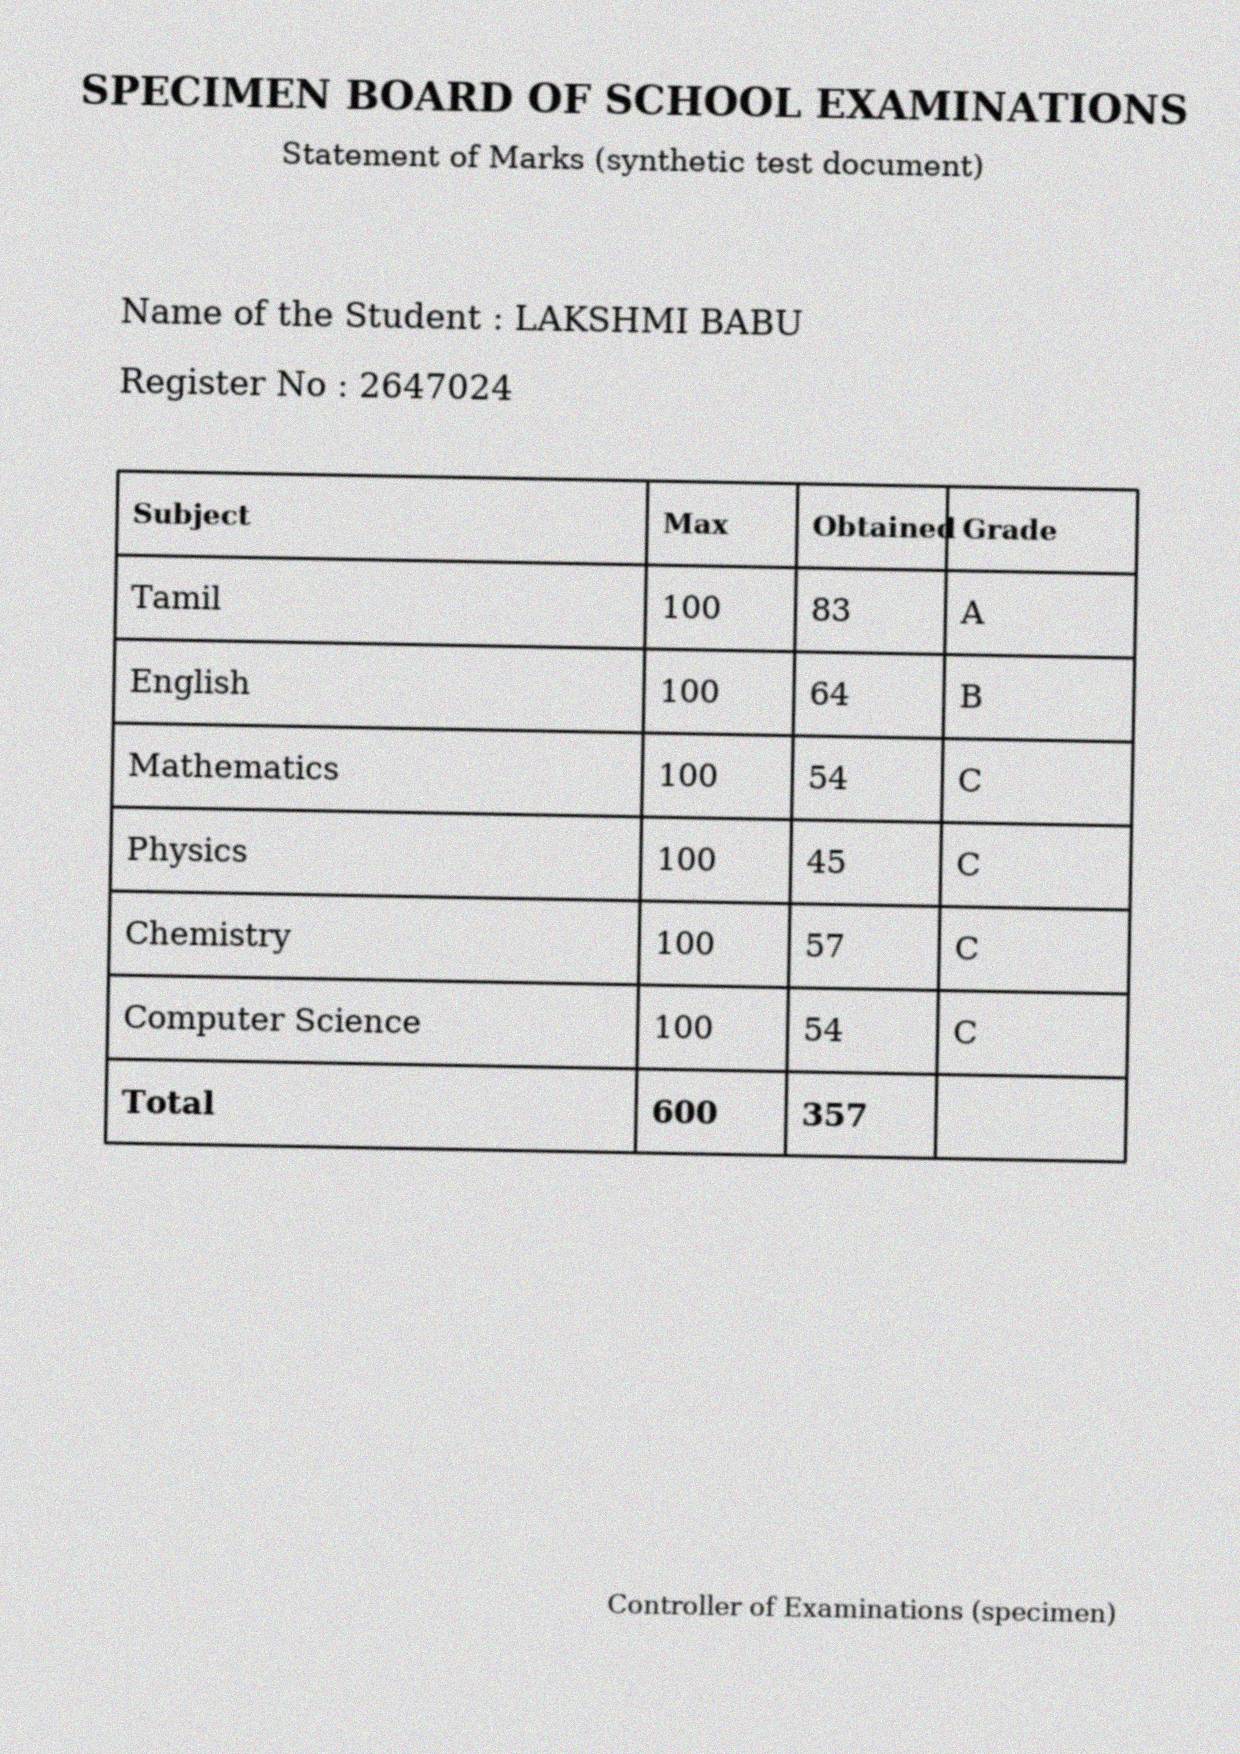 SPECIMEN BOARD OF SCHOOL EXAMINATIONS
Statement of Marks (synthetic test document)
Name of the Student : LAKSHMI BABU
Register No : 2647024
Subject Max Obtained Grade
Tamil 100 83 A
English 100 64 B
Mathematics 100 54 C
Physics 100 45 C
Chemistry 100 57 C
Computer Science 100 54 C
Total 600 357
Controller of Examinations (specimen)